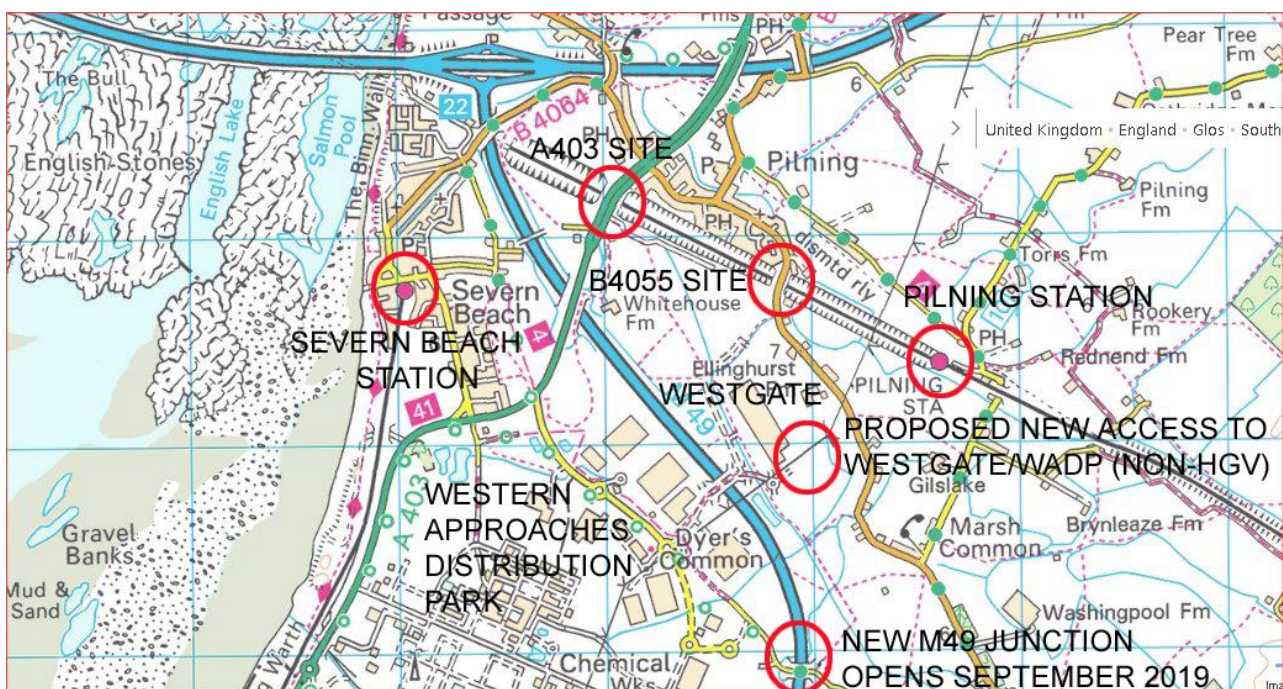 Passage
Fms
PH
Pear Tree
Fm
The Bull
The Binn Wall
22
B 4064
PH
6
United Kingdom • England • Glos • South
English Lake
Salmon
Pool
A403 SITE
English Stones
P
Pilning
Pilning
Fm
PH
dismtd rly
Torrs Fm
P
B4055 SITE
Severn
Beach
Whitehouse
Fm
PILNING STATION
PH
Rookery
Fm
SEVERN BEACH
STATION
4
7
Ellinghurst
Rednend Fm
WESTGATE
PILNING
STA
41
PROPOSED NEW ACCESS TO
WESTGATE/WADP (NON-HGV)
Gilslake
A 403
WESTERN
APPROACHES
DISTRIBUTION
PARK
Gravel
Banks
Dyer's
Common
Marsh
Common
Brynleaze Fm
Mud &
Sand
Washingpool Fm
NEW M49 JUNCTION
OPENS SEPTEMBER 2019
Warth
Chemical
Wks